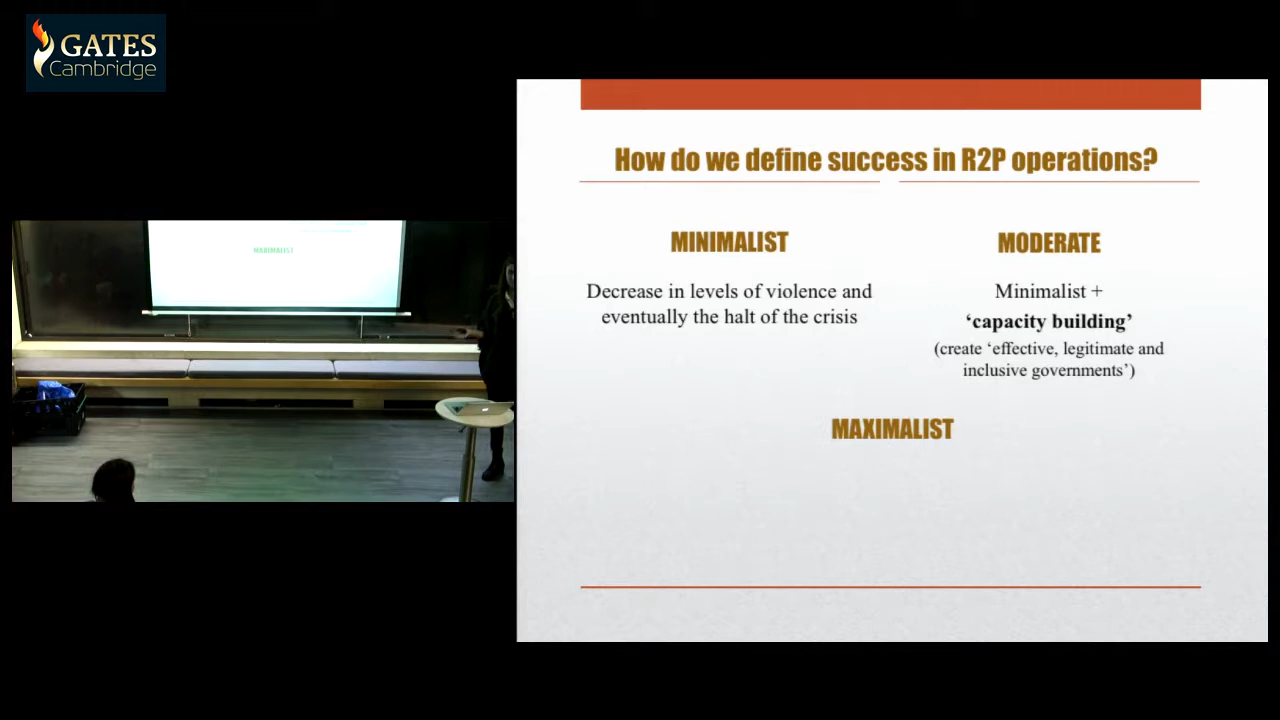 GATES
Cambridge
MAXIMALIST
How do we define success in R2P operations?
MINIMALIST
Decrease in levels of violence and
eventually the halt of the crisis
MODERATE
Minimalist +
‘capacity building’
(create ‘effective, legitimate and
inclusive governments’)
MAXIMALIST